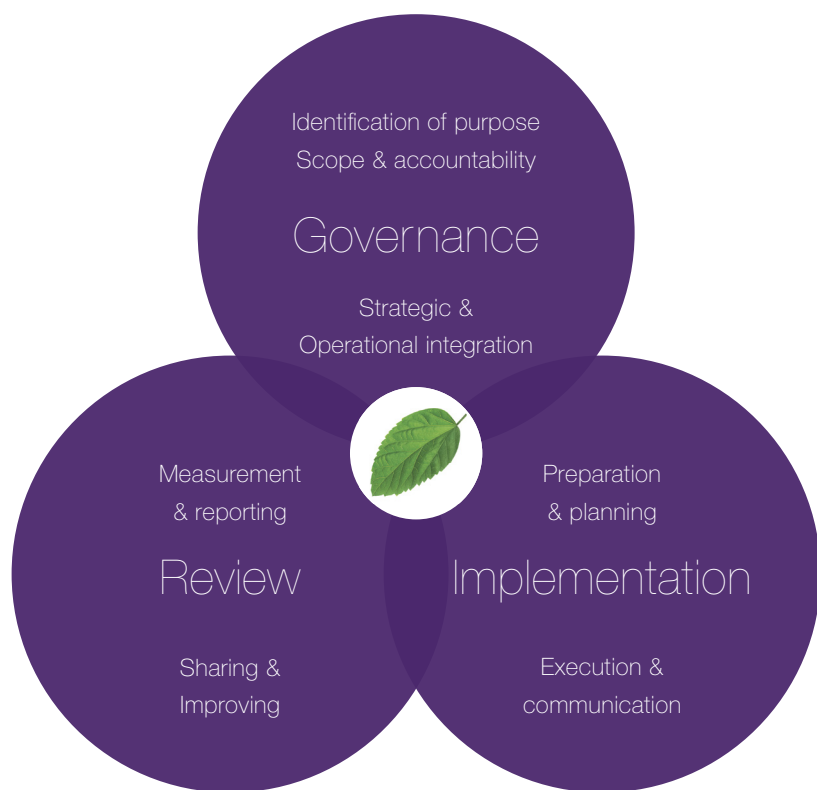 Identification of purpose
Scope & accountability
Governance
Strategic &
Operational integration
Measurement
& reporting
Review
Sharing &
Improving
Preparation
& planning
Implementation
Execution &
communication